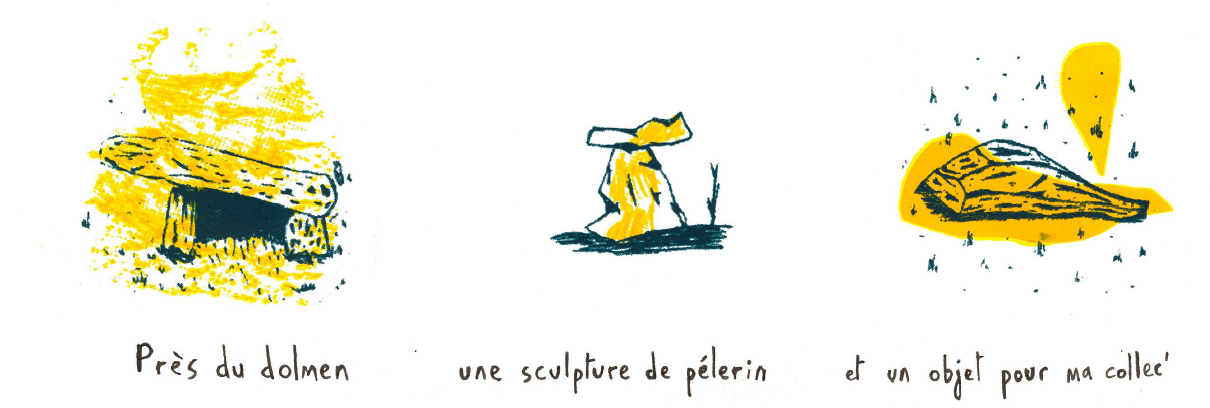 Près du dolmen
une sculpture de pélerin
et un objet pour ma collec'